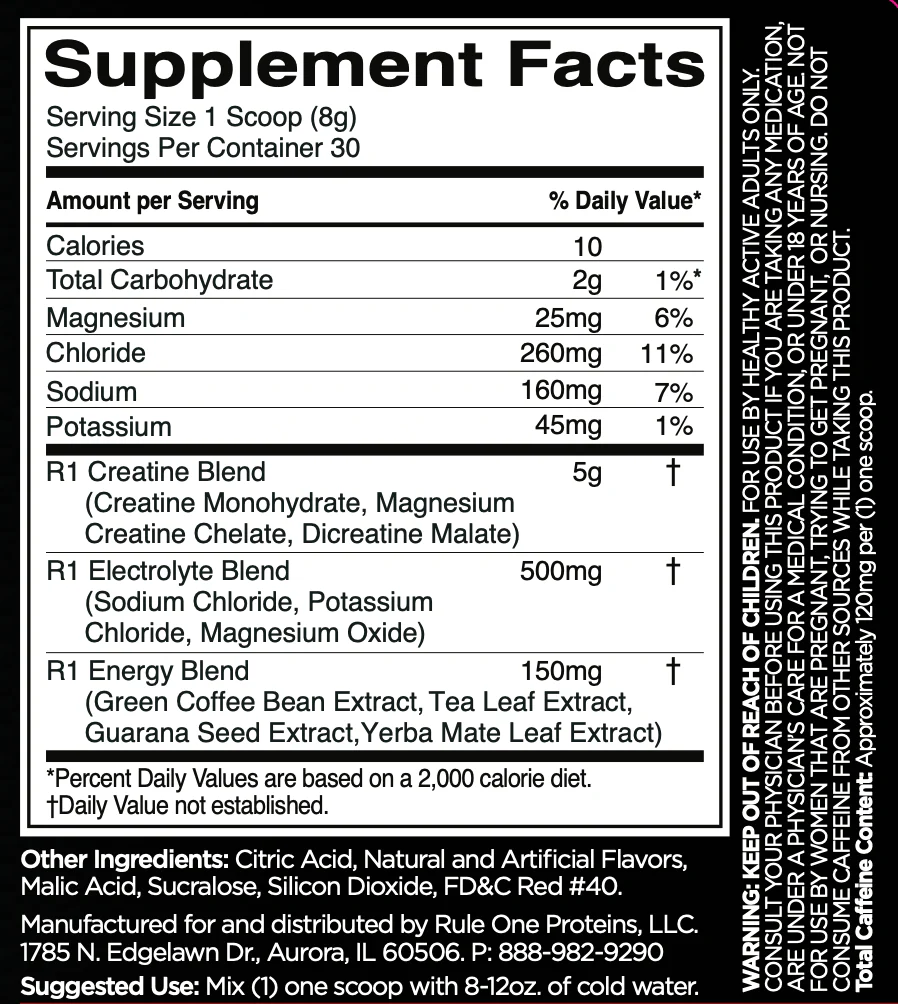 Supplement Facts
Serving Size 1 Scoop (8g)
Servings Per Container 30
Amount per Serving % Daily Value*
Calories 10
Total Carbohydrate 2g 1%*
Magnesium 25mg 6%
Chloride 260mg 11%
Sodium 160mg 7%
Potassium 45mg 1%
R1 Creatine Blend 5g †
(Creatine Monohydrate, Magnesium
Creatine Chelate, Dicreatine Malate)
R1 Electrolyte Blend 500mg †
(Sodium Chloride, Potassium
Chloride, Magnesium Oxide)
R1 Energy Blend 150mg †
(Green Coffee Bean Extract, Tea Leaf Extract,
Guarana Seed Extract,Yerba Mate Leaf Extract)
*Percent Daily Values are based on a 2,000 calorie diet.
†Daily Value not established.
Other Ingredients: Citric Acid, Natural and Artificial Flavors,
Malic Acid, Sucralose, Silicon Dioxide, FD&C Red #40.
Manufactured for and distributed by Rule One Proteins, LLC.
1785 N. Edgelawn Dr., Aurora, IL 60506. P: 888-982-9290
Suggested Use: Mix (1) one scoop with 8-12oz. of cold water.
WARNING: KEEP OUT OF REACH OF CHILDREN. FOR USE BY HEALTHY ACTIVE ADULTS ONLY.
CONSULT YOUR PHYSICIAN BEFORE USING THIS PRODUCT IF YOU ARE TAKING ANY MEDICATION,
ARE UNDER A PHYSICIAN'S CARE FOR A MEDICAL CONDITION, OR UNDER 18 YEARS OF AGE. NOT
FOR USE BY WOMEN THAT ARE PREGNANT, TRYING TO GET PREGNANT, OR NURSING. DO NOT
CONSUME CAFFEINE FROM OTHER SOURCES WHILE TAKING THIS PRODUCT.
Total Caffeine Content: Approximately 120mg per (1) one scoop.